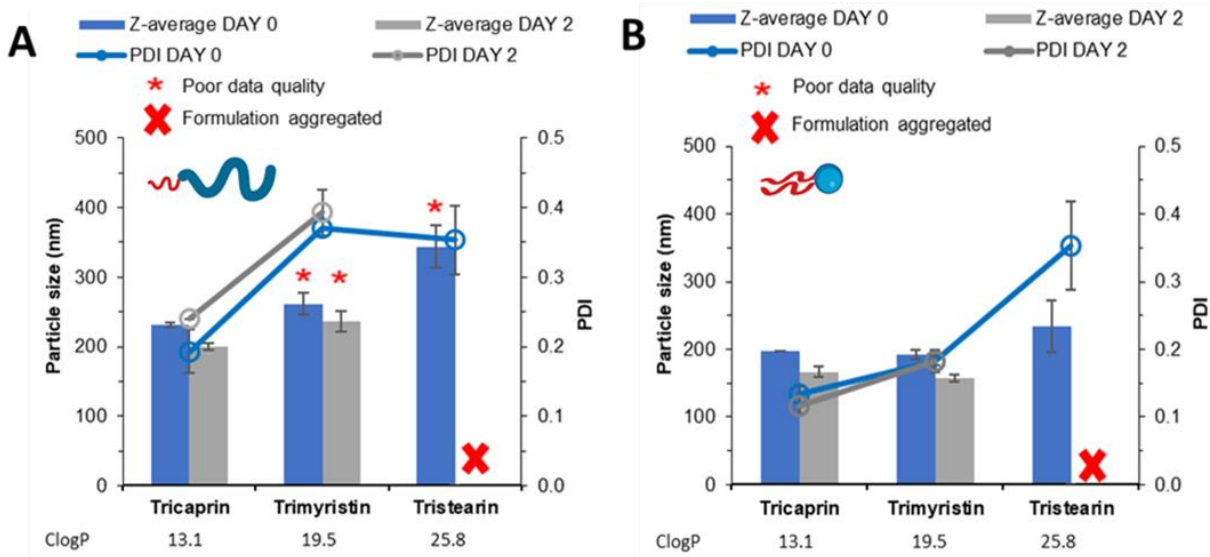 A
Z-average DAY 0
Z-average DAY 2
PDI DAY 0
PDI DAY 2
* Poor data quality
Formulation aggregated
500
400
300
200
100
0
Particle size (nm)
0.5
0.4
0.3
0.2
0.1
0.0
PDI
*
*
*
Tricaprin Trimyristin Tristearin
ClogP 13.1 19.5 25.8
B
Z-average DAY 0
Z-average DAY 2
PDI DAY 0
PDI DAY 2
* Poor data quality
Formulation aggregated
500
400
300
200
100
0
Particle size (nm)
0.5
0.4
0.3
0.2
0.1
0.0
PDI
Tricaprin Trimyristin Tristearin
ClogP 13.1 19.5 25.8